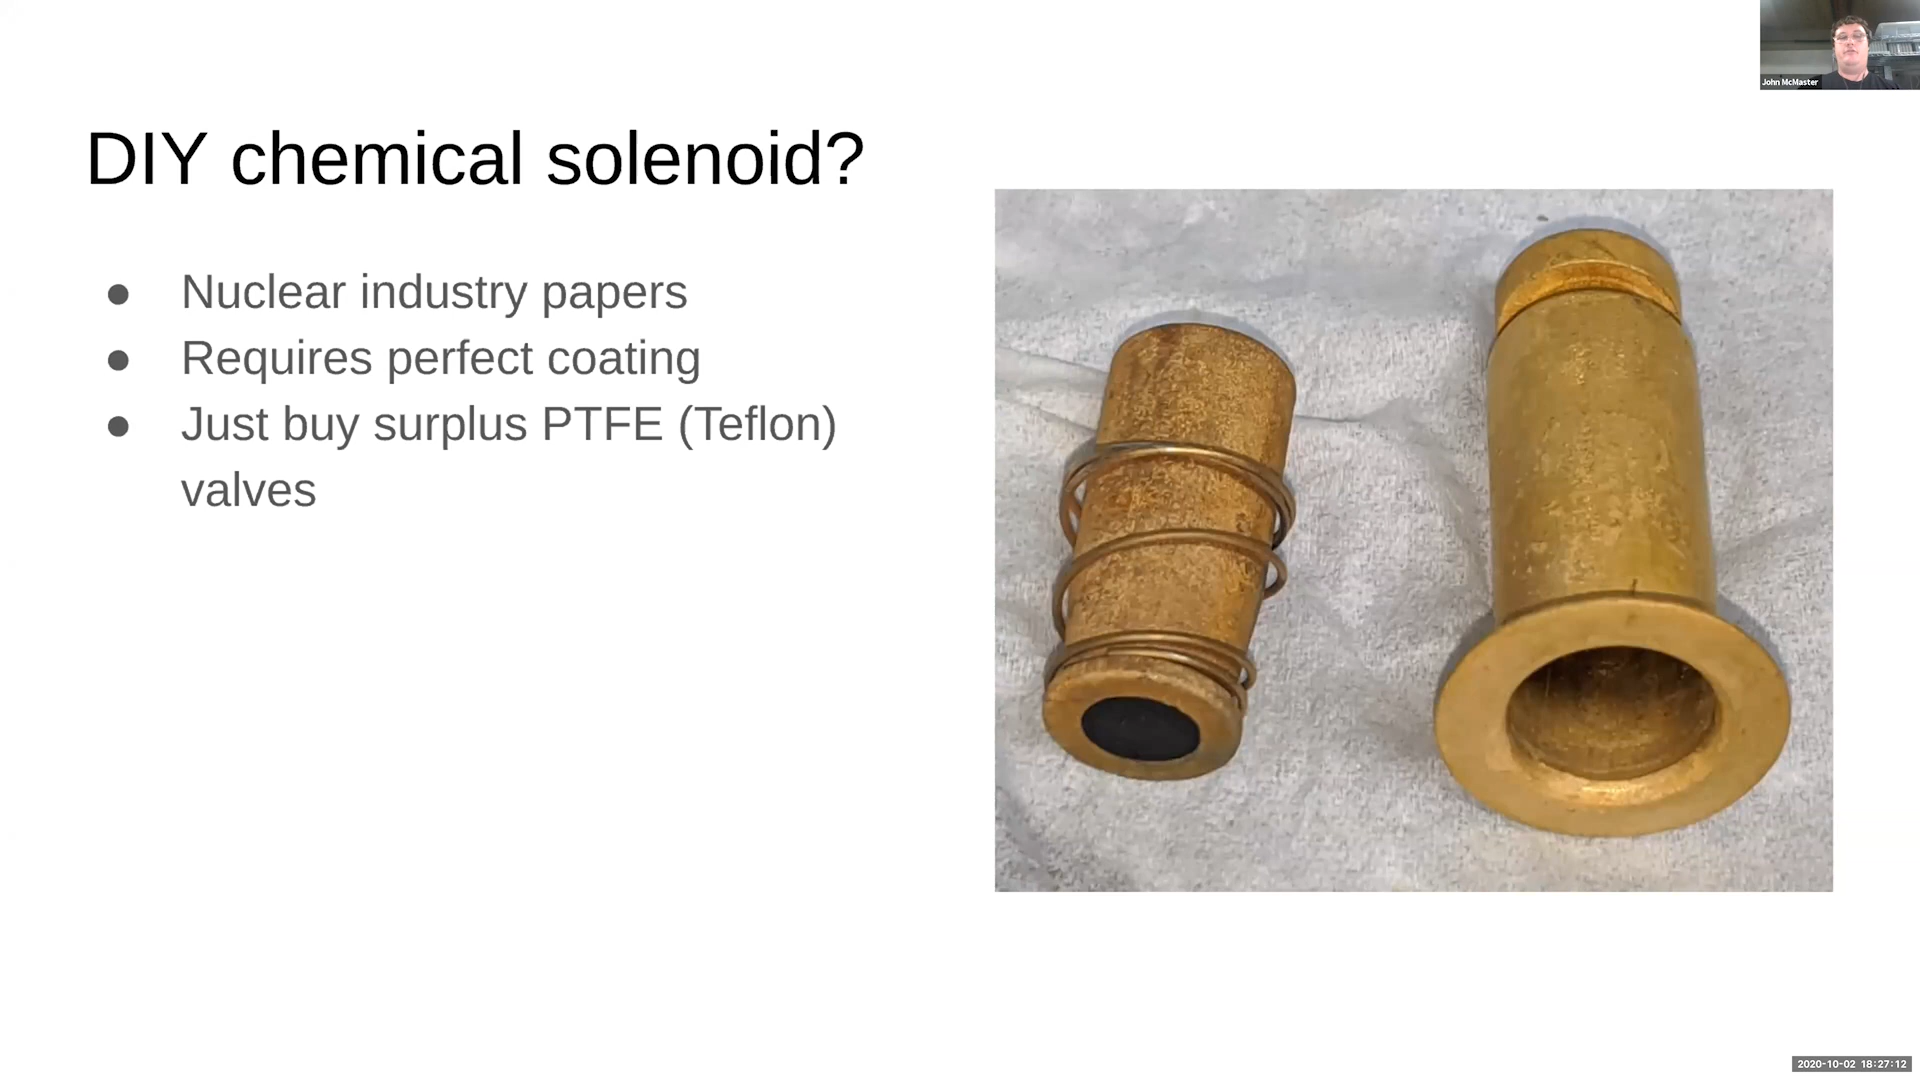 John McMaster
DIY chemical solenoid?
● Nuclear industry papers
● Requires perfect coating
● Just buy surplus PTFE (Teflon)
valves
2020-10-02 18:27:12